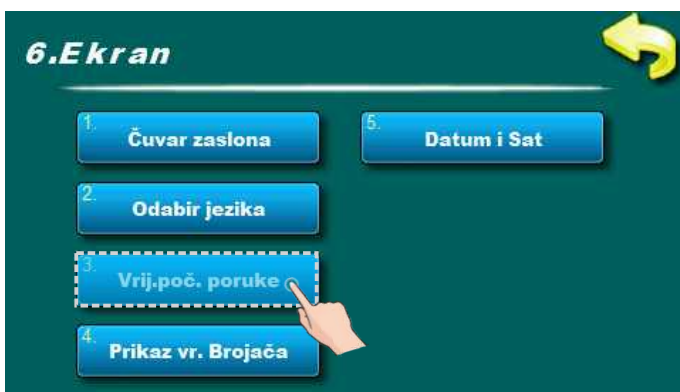 6.Ekran
1.
Čuvar zaslona
2.
Odabir jezika
3.
Vrij.poč. poruke
4.
Prikaz vr. Brojača
5.
Datum i Sat